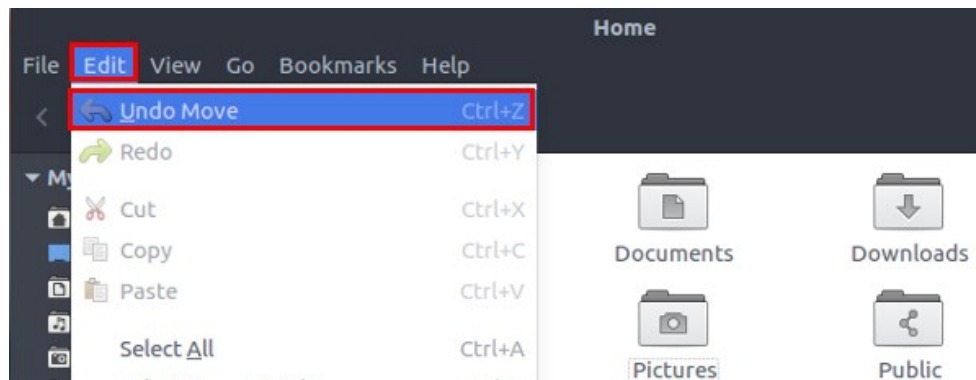 Home
File Edit View Go Bookmarks Help
Undo Move Ctrl+Z
Redo Ctrl+Y
My
Cut Ctrl+X
Copy Ctrl+C
Documents Downloads
Paste Ctrl+V
Select All Ctrl+A
Pictures Public